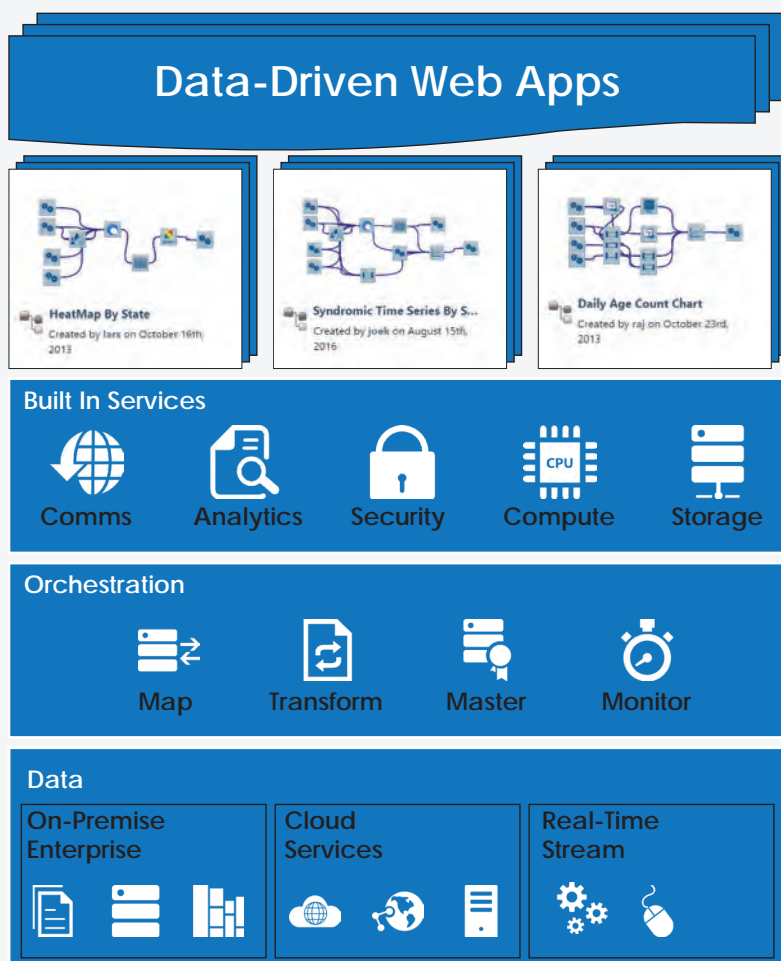 Data-Driven Web Apps
HeatMap By State
Created by lars on October 16th,
2013
Syndromic Time Series By S...
Created by joek on August 15th,
2016
Daily Age Count Chart
Created by raj on October 23rd,
2013
Built In Services
CPU
Comms Analytics Security Compute Storage
Orchestration
Map Transform Master Monitor
Data
On-Premise
Enterprise
Cloud
Services
Real-Time
Stream